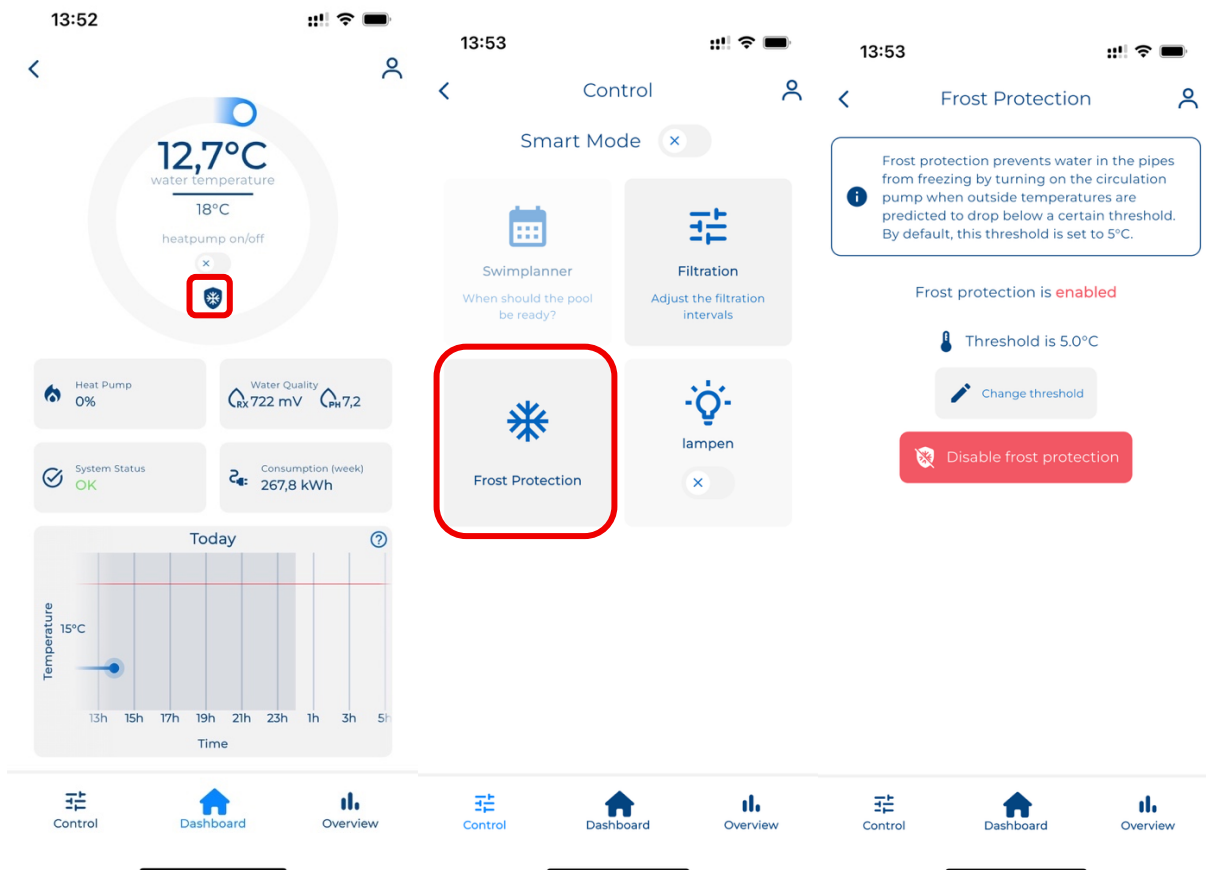 13:52
12,7°C
water temperature
18°C
heatpump on/off
Heat Pump
0%
Water Quality
RX 722 mV PH 7,2
System Status
OK
Consumption (week)
267,8 kWh
Today
Temperature
15°C
13h 15h 17h 19h 21h 23h 1h 3h 5h
Time
Control Dashboard Overview
13:53
Control
Smart Mode
Swimplanner
When should the pool
be ready?
Filtration
Adjust the filtration
intervals
Frost Protection
lampen
Control Dashboard Overview
13:53
Frost Protection
Frost protection prevents water in the pipes
from freezing by turning on the circulation
pump when outside temperatures are
predicted to drop below a certain threshold.
By default, this threshold is set to 5°C.
Frost protection is enabled
Threshold is 5.0°C
Change threshold
Disable frost protection
Control Dashboard Overview